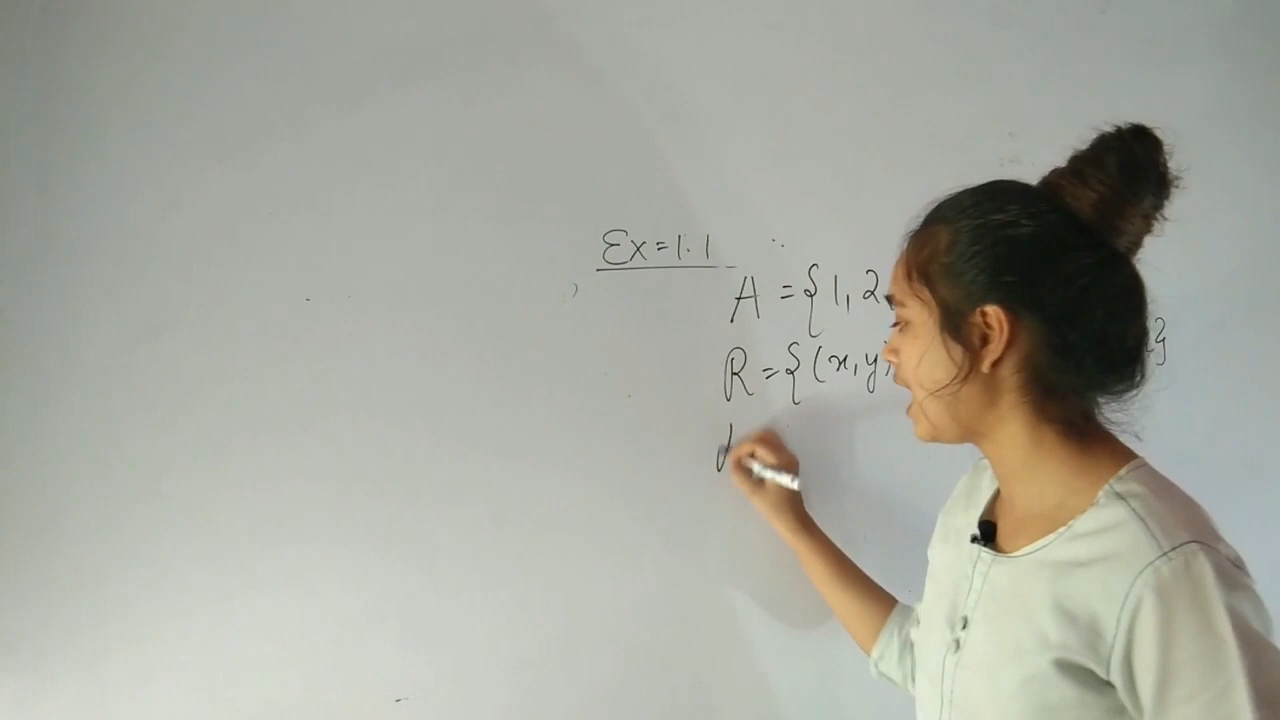 Ex = 1.1
A = {1, 2
R = {(x, y) }